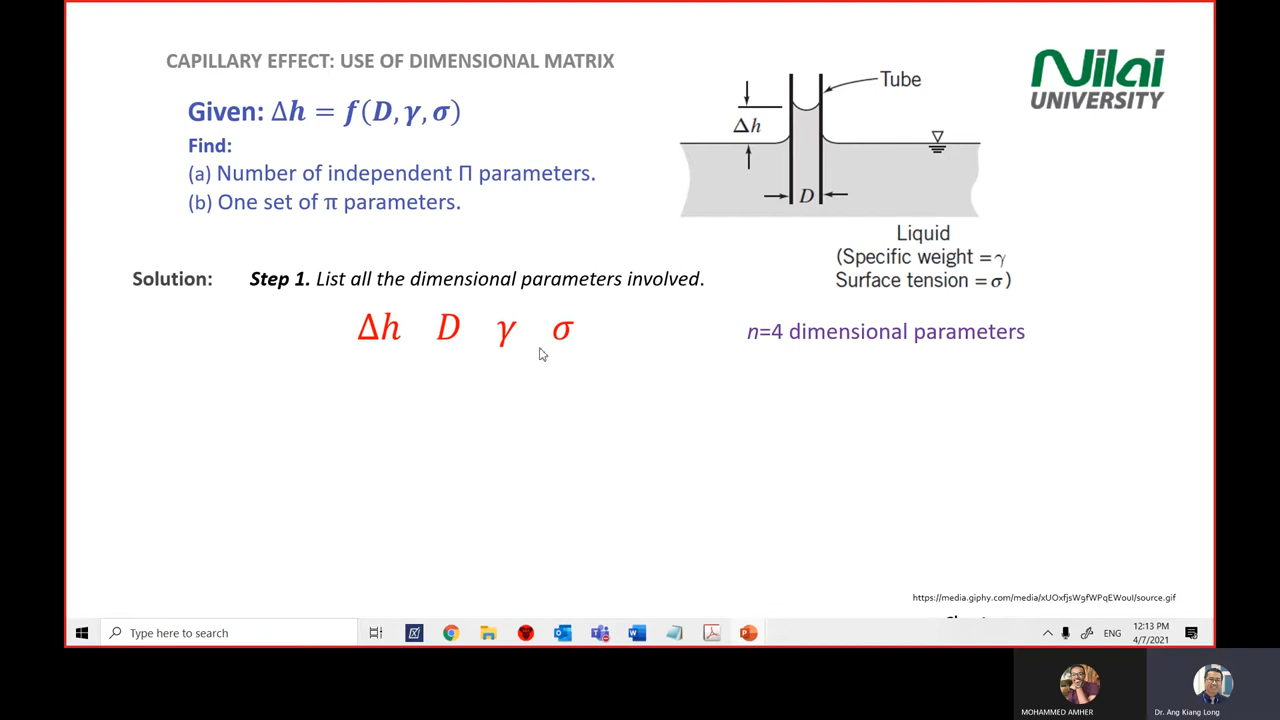 CAPILLARY EFFECT: USE OF DIMENSIONAL MATRIX
Nilai
UNIVERSITY
Given: Δh = f(D, γ, σ)
Find:
(a) Number of independent Π parameters.
(b) One set of π parameters.
Tube
Δh
D
Liquid
(Specific weight = γ
Surface tension = σ)
Solution: Step 1. List all the dimensional parameters involved.
Δh D γ σ
n=4 dimensional parameters
https://media.giphy.com/media/xUOxfjsW9fWPqEWouI/source.gif
Type here to search
ENG
12:13 PM
4/7/2021
MOHAMMED AMHER
Dr. Ang Kiang Long